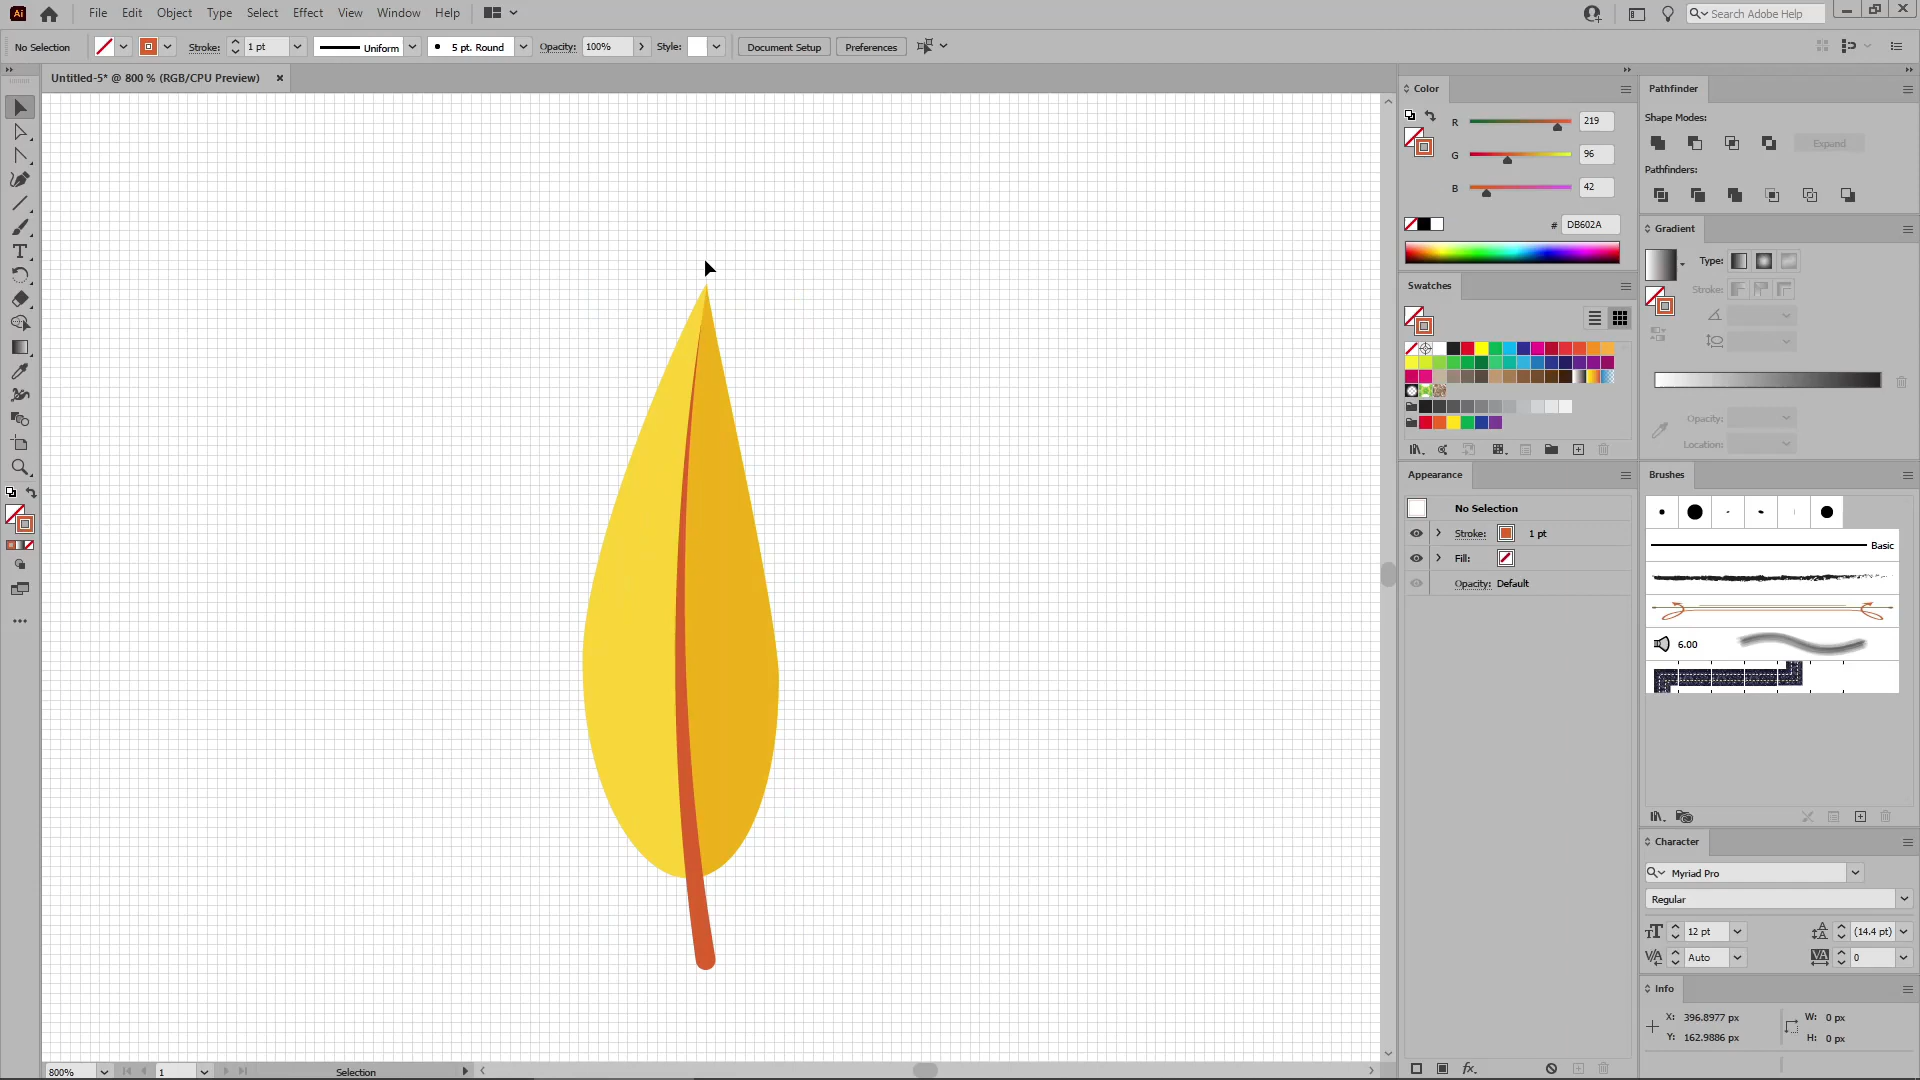 Ai File Edit Object Type Select Effect View Window Help Search Adobe Help
No Selection Stroke: 1 pt Uniform 5 pt. Round Opacity: 100% Style: Document Setup Preferences
Untitled-5* @ 800 % (RGB/CPU Preview)
Color
R 219
G 96
B 42
# DB602A
Swatches
Appearance
No Selection
Stroke: 1 pt
Fill:
Opacity: Default
Pathfinder
Shape Modes:
Expand
Pathfinders:
Gradient
Type:
Stroke:
Opacity:
Location:
Brushes
Basic
6.00
Character
Myriad Pro
Regular
12 pt (14.4 pt)
Auto 0
Info
X: 396.8977 px W: 0 px
Y: 162.9886 px H: 0 px
800% 1 Selection
fx